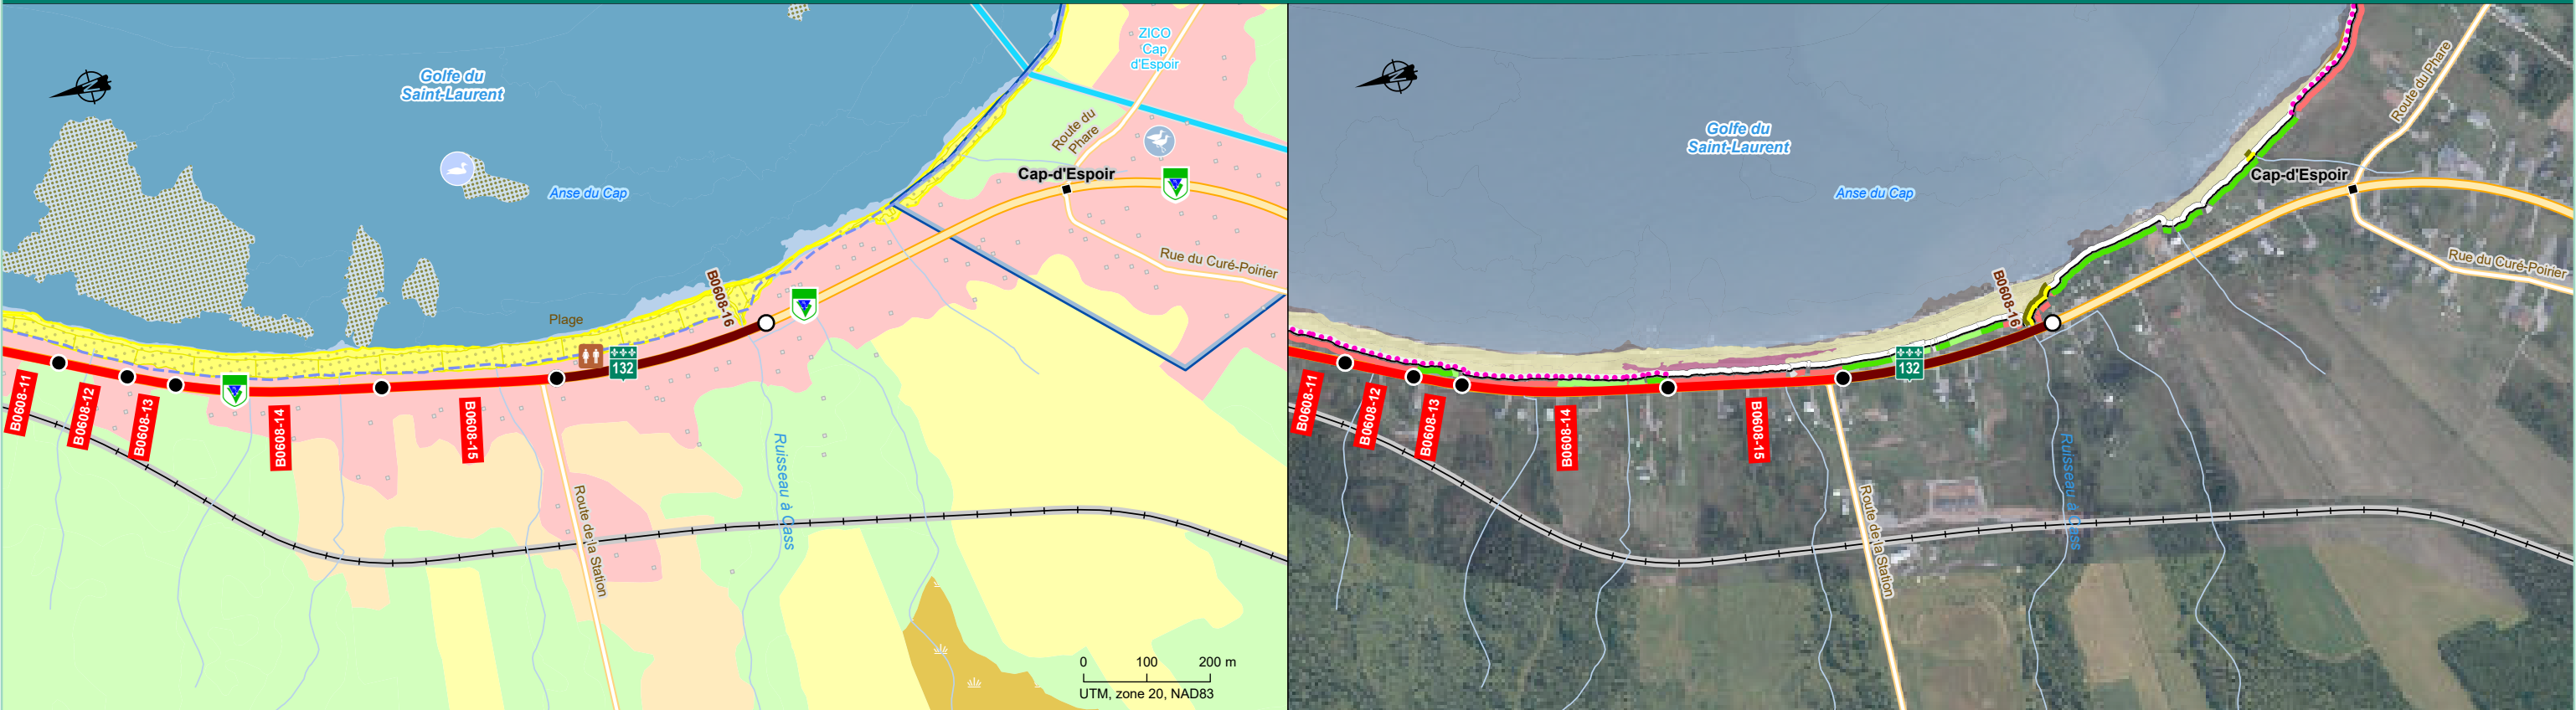 Golfe du
Saint-Laurent
Anse du Cap
ZICO
Cap
d'Espoir
Route du
Phare
Cap-d'Espoir
Rue du Curé-Poirier
Plage
B0608-16
132
B0608-11
B0608-12
B0608-13
B0608-14
B0608-15
Route de la Station
Ruisseau à Cass
0 100 200 m
UTM, zone 20, NAD83
Golfe du
Saint-Laurent
Anse du Cap
Route du Phare
Cap-d'Espoir
Rue du Curé-Poirier
B0608-16
132
B0608-11
B0608-12
B0608-13
B0608-14
B0608-15
Route de la Station
Ruisseau à Cass